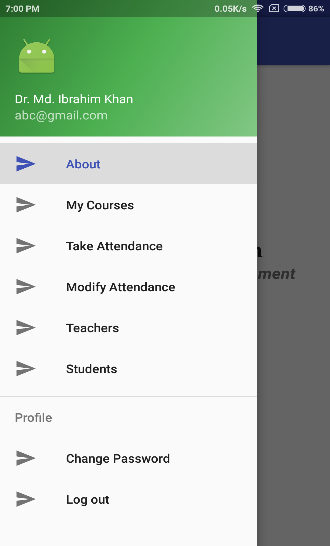 7:00 PM 0.05K/s 86%
Dr. Md. Ibrahim Khan
abc@gmail.com
About
My Courses
Take Attendance
Modify Attendance
Teachers
Students
Profile
Change Password
Log out